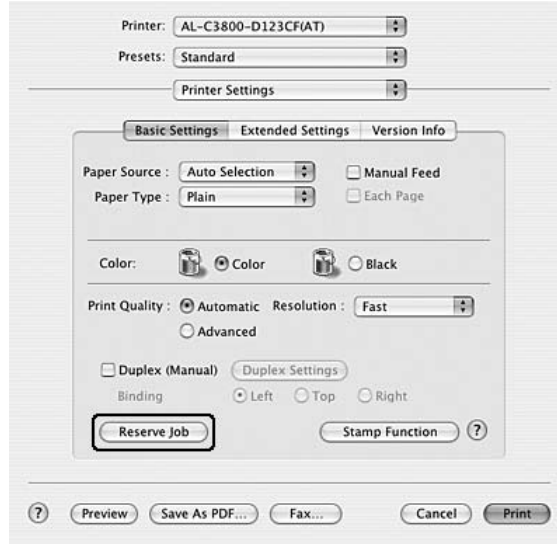 Printer: AL-C3800-D123CF(AT)
Presets: Standard
Printer Settings
Basic Settings Extended Settings Version Info
Paper Source : Auto Selection Manual Feed
Paper Type : Plain Each Page
Color: Color Black
Print Quality : Automatic Resolution : Fast
Advanced
Duplex (Manual) Duplex Settings
Binding Left Top Right
Reserve Job Stamp Function ?
? Preview Save As PDF... Fax... Cancel Print